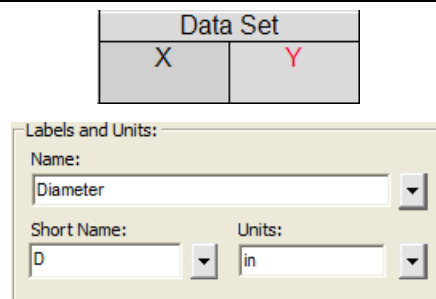 Data Set
X Y
Labels and Units:
Name:
Diameter
Short Name: Units:
D in